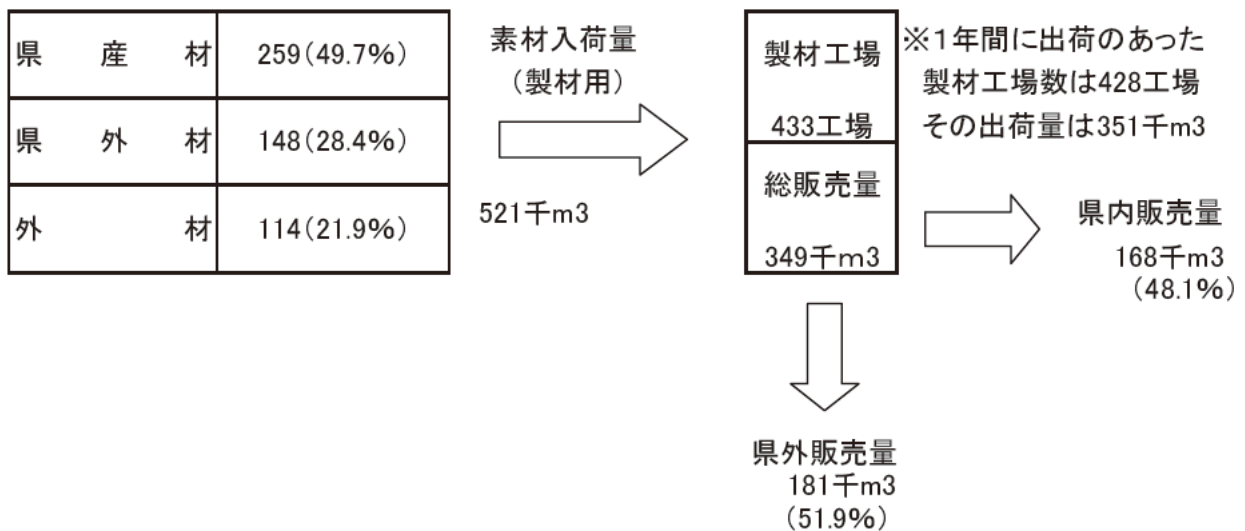 県産材 259(49.7%)
県外材 148(28.4%)
外材 114(21.9%)
素材入荷量
(製材用)
521千m3
製材工場
433工場
※1年間に出荷のあった
製材工場数は428工場
その出荷量は351千m3
総販売量
349千m3
県内販売量
168千m3
(48.1%)
県外販売量
181千m3
(51.9%)